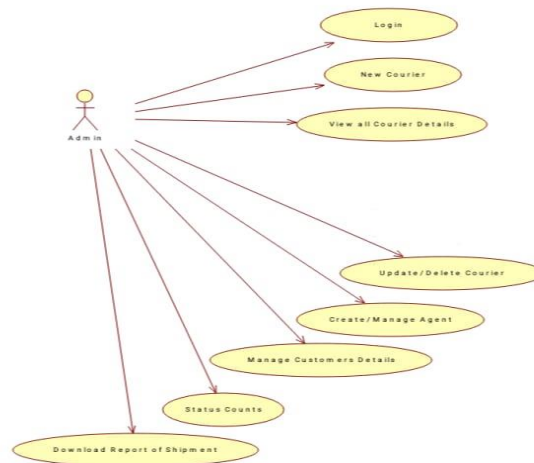 Login
New Courier
View all Courier Details
Admin
Update/Delete Courier
Create/Manage Agent
Manage Customers Details
Status Counts
Download Report of Shipment